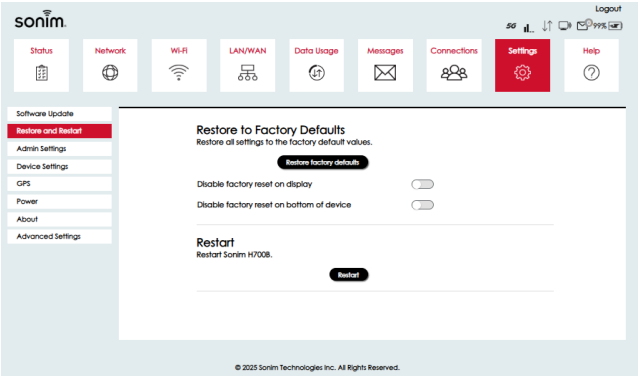 Logout
sonim
5G 99%
Status Network Wi-Fi LAN/WAN Data Usage Messages Connections Settings Help
Software Update
Restore and Restart
Admin Settings
Device Settings
GPS
Power
About
Advanced Settings
Restore to Factory Defaults
Restore all settings to the factory default values.
Restore factory defaults
Disable factory reset on display
Disable factory reset on bottom of device
Restart
Restart Sonim H700B.
Restart
© 2025 Sonim Technologies Inc. All Rights Reserved.